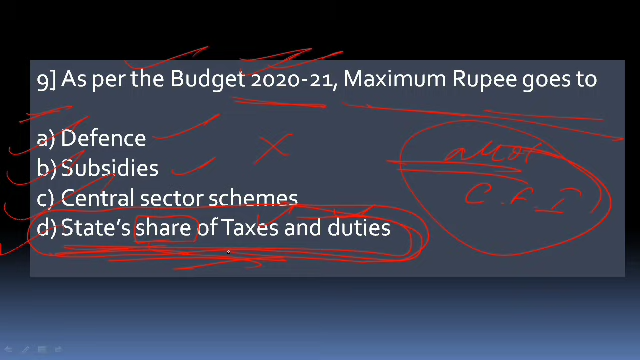 9] As per the Budget 2020-21, Maximum Rupee goes to
a) Defence
b) Subsidies
c) Central sector schemes
d) State's share of Taxes and duties
C.F.I